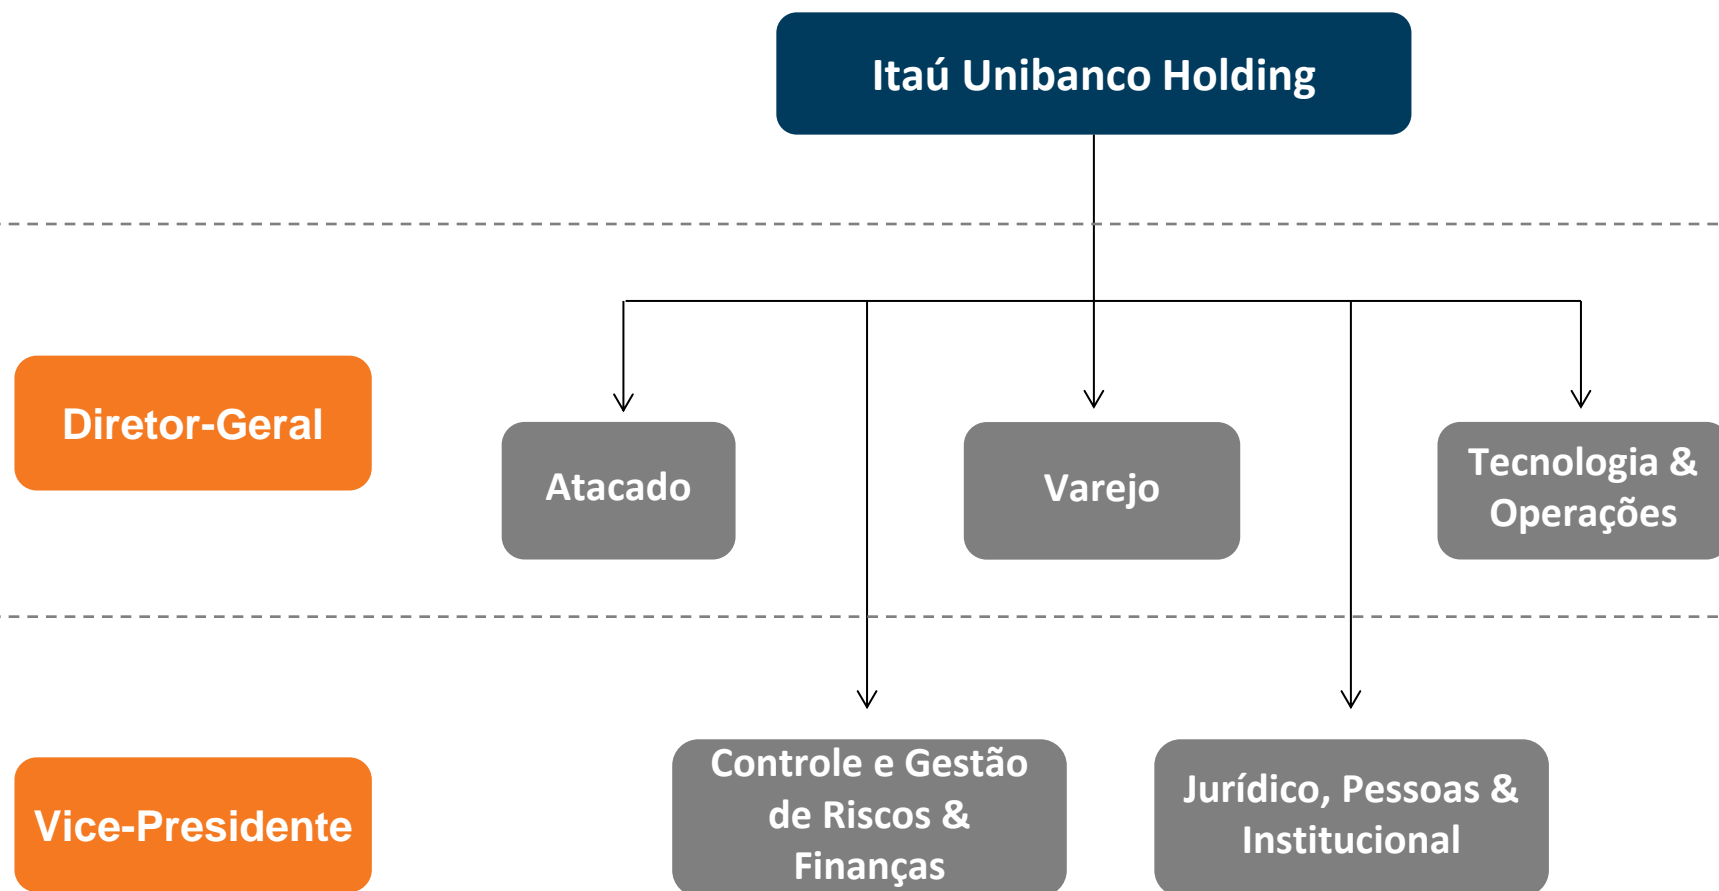 Itaú Unibanco Holding
Diretor-Geral
Atacado
Varejo
Tecnologia &
Operações
Vice-Presidente
Controle e Gestão
de Riscos &
Finanças
Jurídico, Pessoas &
Institucional